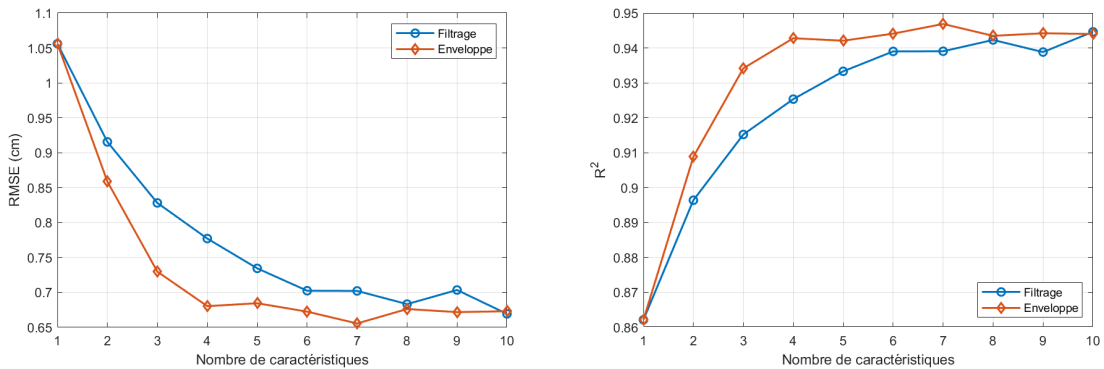 1.1
1.05
1
0.95
0.9
0.85
0.8
0.75
0.7
0.65
RMSE (cm)
1 2 3 4 5 6 7 8 9 10
Nombre de caractéristiques
Filtrage
Enveloppe
0.95
0.94
0.93
0.92
0.91
0.9
0.89
0.88
0.87
0.86
R²
1 2 3 4 5 6 7 8 9 10
Nombre de caractéristiques
Filtrage
Enveloppe